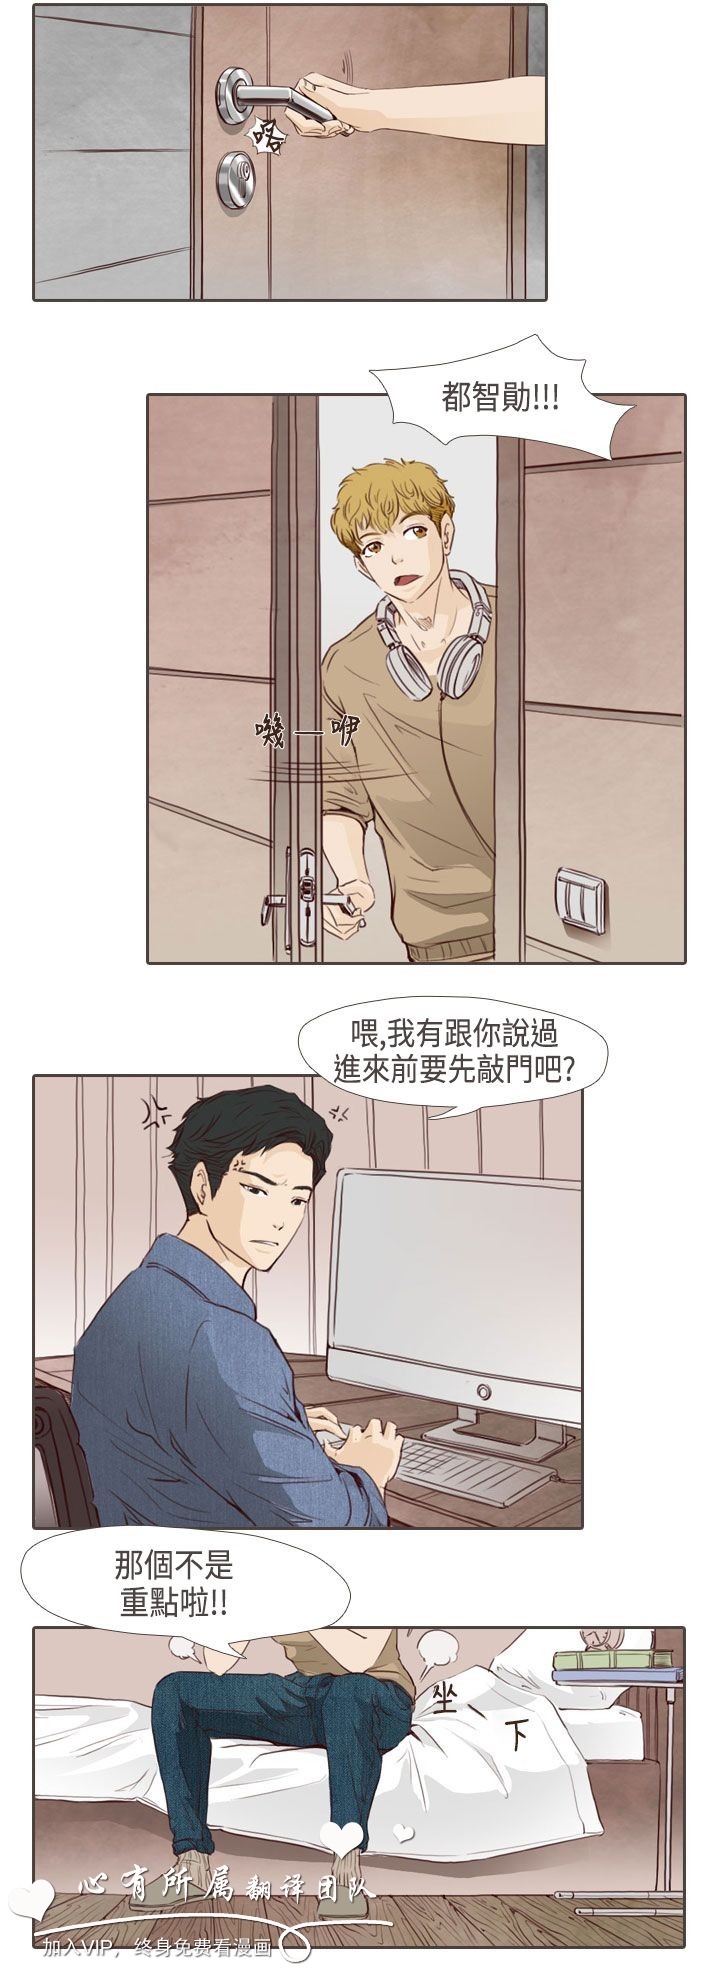 喀
都智勛!!!
嘰—咿
喂,我有跟你說過
進來前要先敲門吧?
那個不是
重點啦!!
坐下
心有所属翻译团队
加入VIP，终身免费看漫画